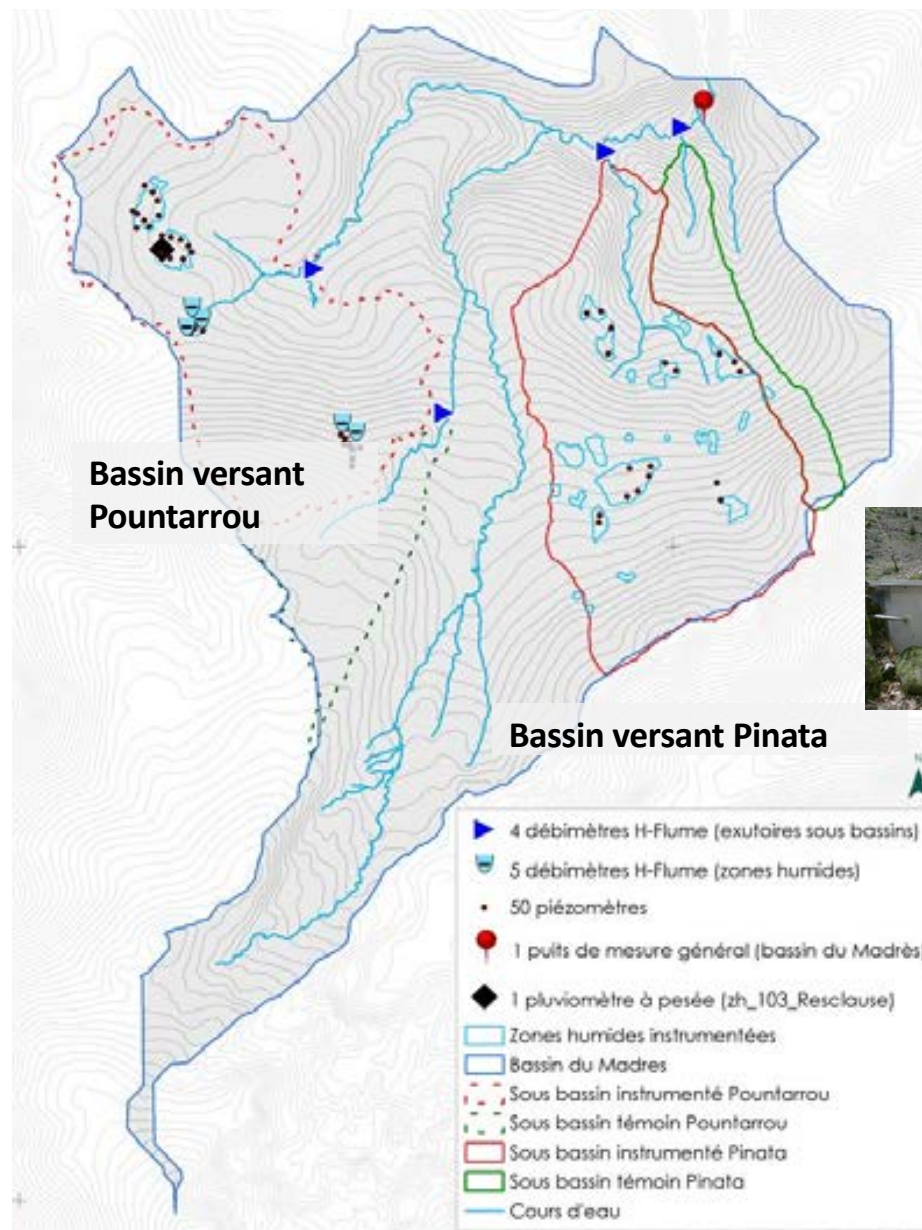 Bassin versant
Pountarrou
Bassin versant Pinata
N
4 débimètres H-Flume (exutoires sous bassins)
5 débimètres H-Flume (zones humides)
50 piézomètres
1 puits de mesure général (bassin du Madrès)
1 pluviomètre à pesée (zh_103_Resclause)
Zones humides instrumentées
Bassin du Madres
Sous bassin instrumenté Pountarrou
Sous bassin témoin Pountarrou
Sous bassin instrumenté Pinata
Sous bassin témoin Pinata
Cours d'eau